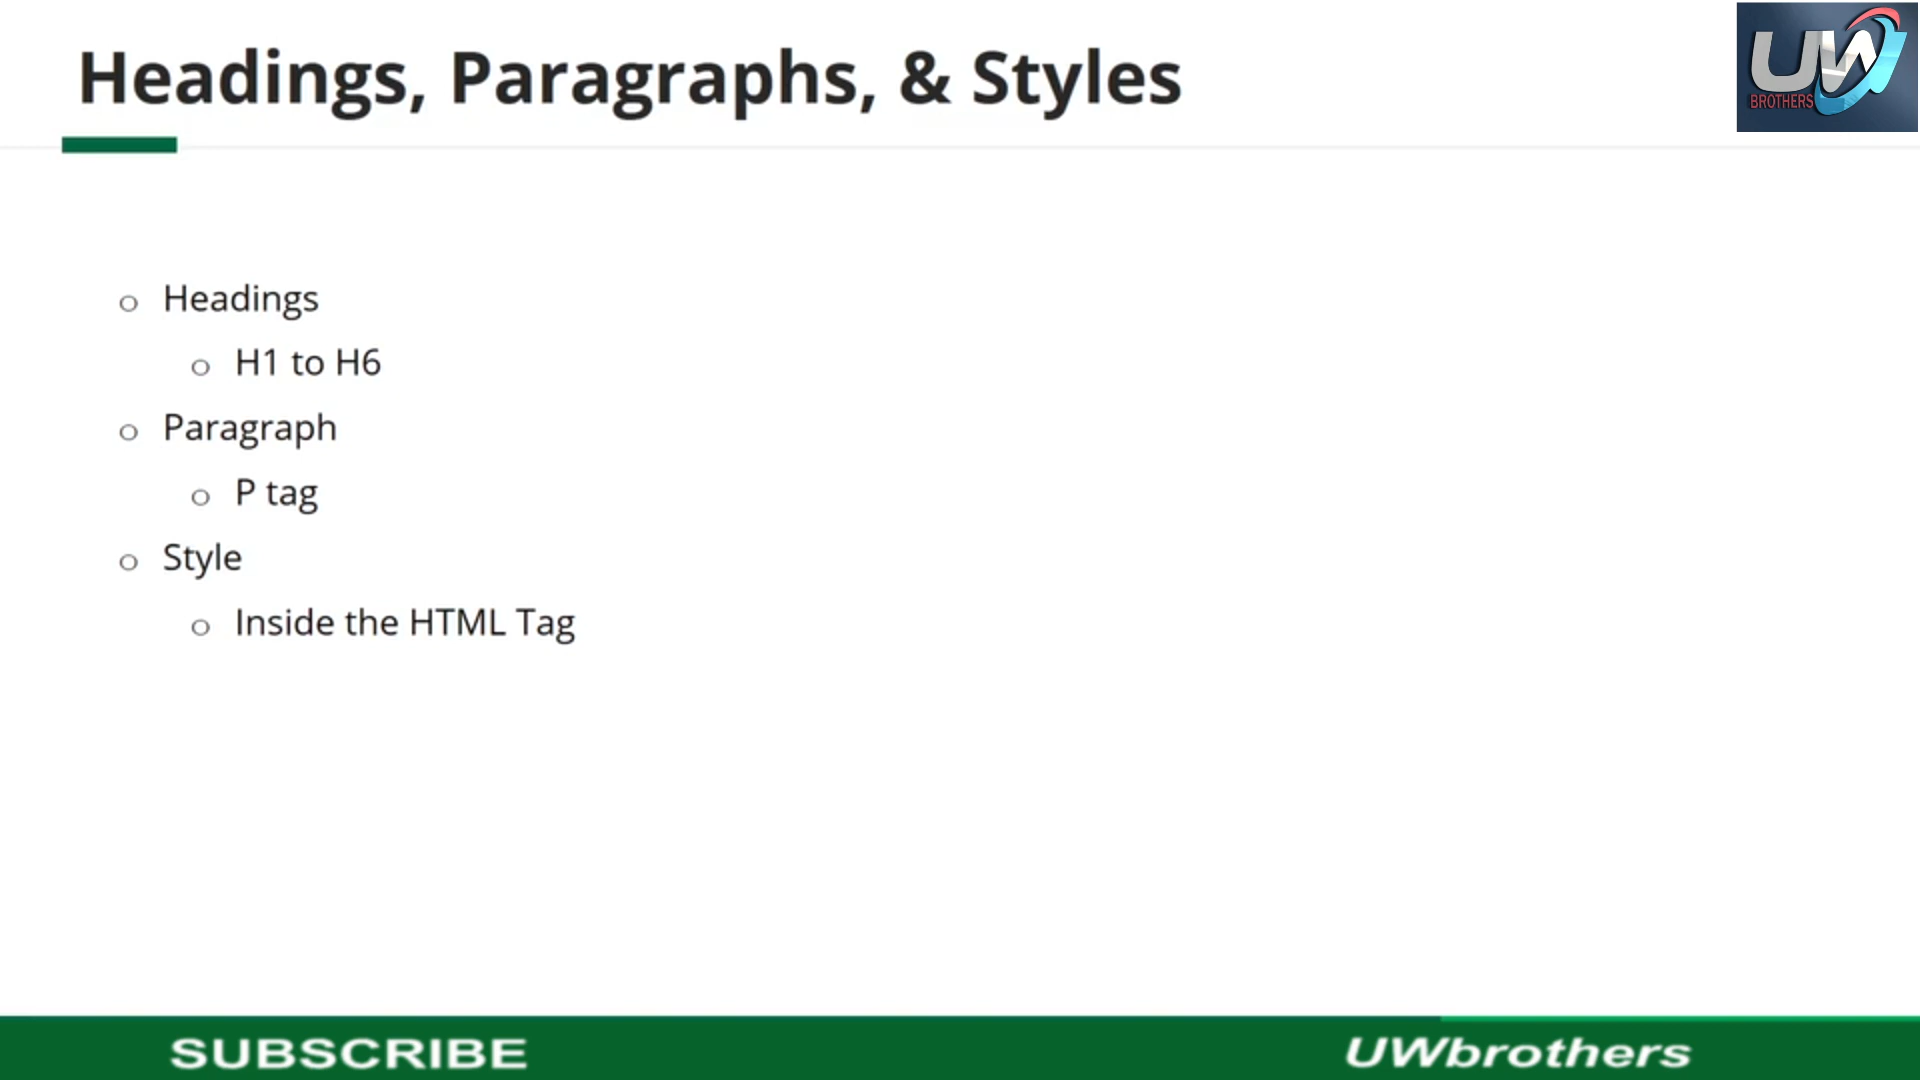 Headings, Paragraphs, & Styles
UW
BROTHERS
o Headings
o H1 to H6
o Paragraph
o P tag
o Style
o Inside the HTML Tag
SUBSCRIBE
UWbrothers